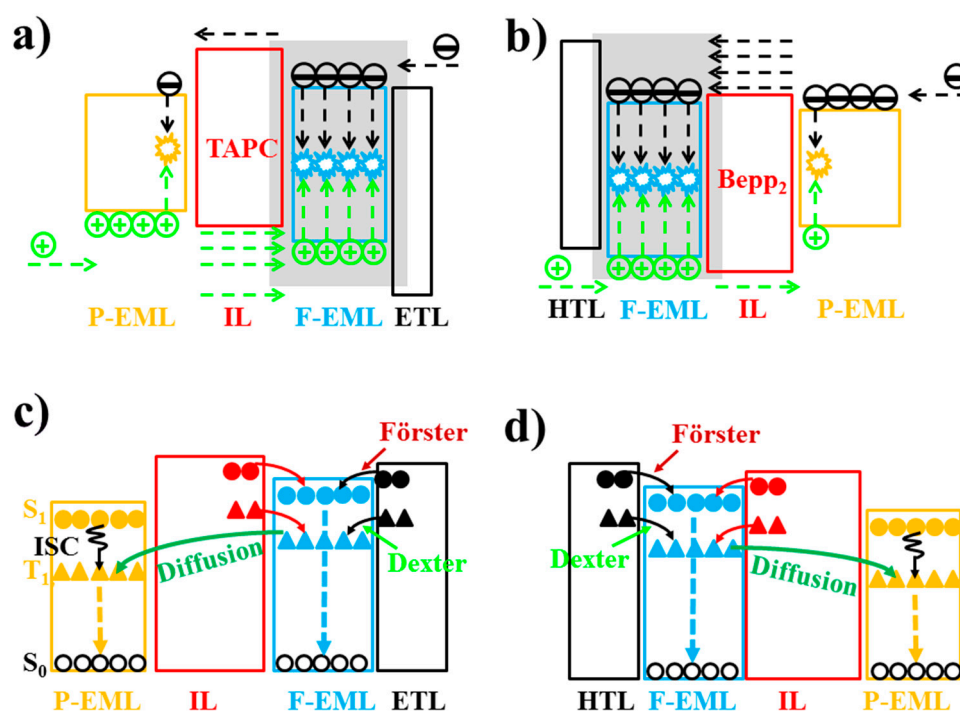 a)
TAPC
P-EML IL F-EML ETL
b)
Bepp₂
HTL F-EML IL P-EML
c)
Förster
S₁
ISC
T₁
Diffusion
Dexter
S₀
P-EML IL F-EML ETL
d)
Förster
Dexter
Diffusion
HTL F-EML IL P-EML